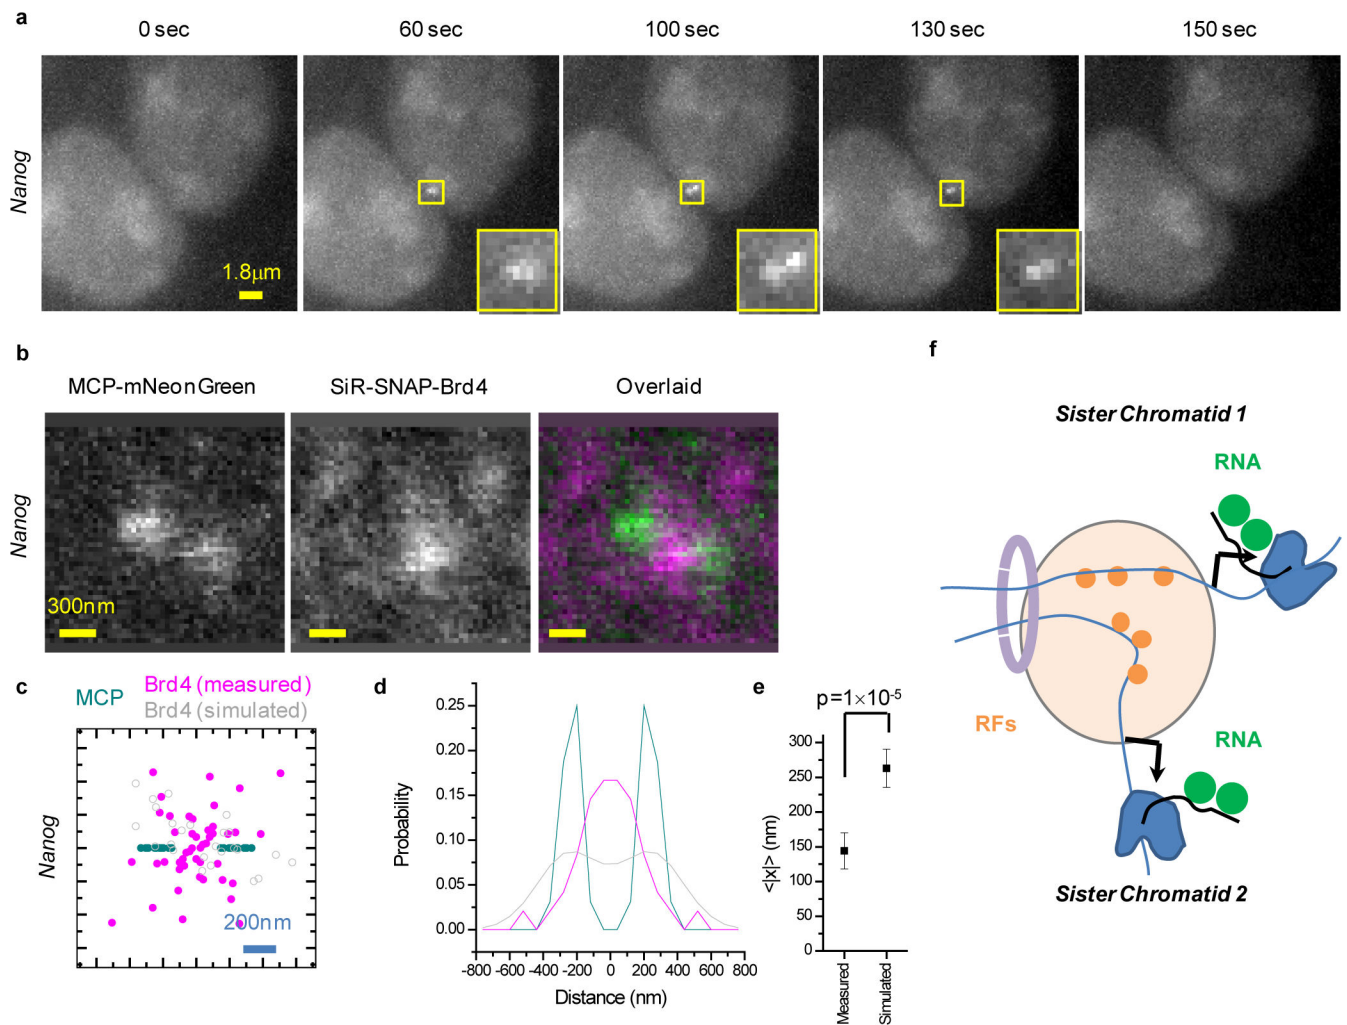 a
0 sec
60 sec
100 sec
130 sec
150 sec
Nanog
1.8μm
b
MCP-mNeonGreen
SiR-SNAP-Brd4
Overlaid
Nanog
300nm
c
MCP
Brd4 (measured)
Brd4 (simulated)
Nanog
200nm
d
Probability
0.25
0.20
0.15
0.10
0.05
0.00
-800 -600 -400 -200 0 200 400 600 800
Distance (nm)
e
p=1×10-5
<|x|> (nm)
300
250
200
150
100
50
0
Measured
Simulated
f
Sister Chromatid 1
RNA
RFs
RNA
Sister Chromatid 2